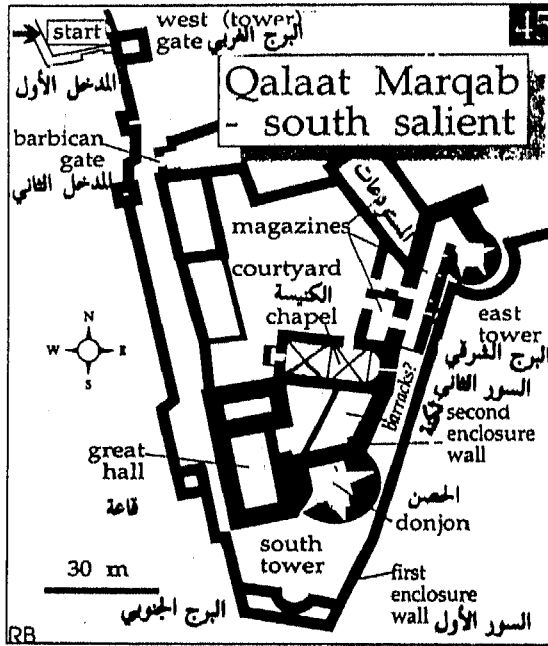 start
west (tower)
gate البرج الغربي
45
Qalaat Marqab
- south salient
المدخل الأول
barbican
gate
المدخل الثاني
المستودعات
magazines
courtyard
الكنيسة
chapel
east
tower
البرج الشرقي
السور الثاني
N
W E
S
barracks?
ثكنة
second
enclosure
wall
great
hall
قاعة
الحصن
donjon
south
tower
30 m
البرج الجنوبي
first
enclosure
wall السور الأول
RB